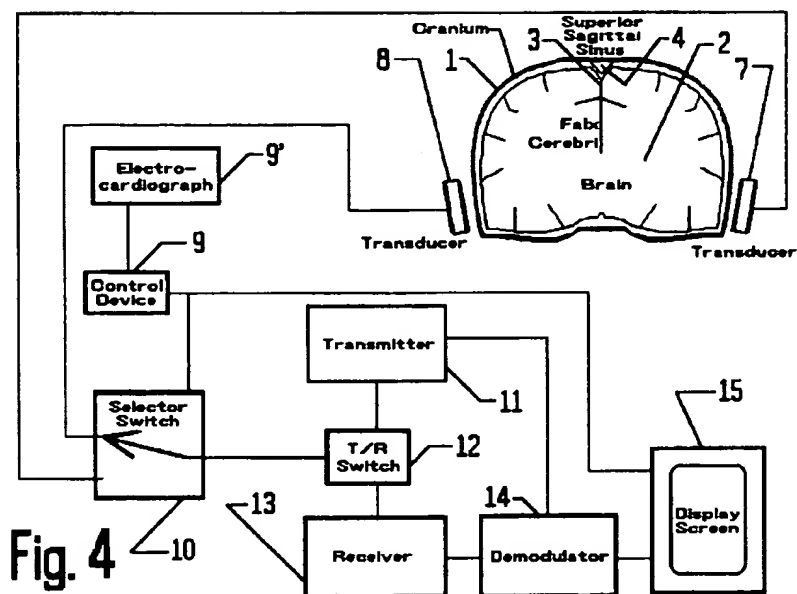 Superior
Sagittal
Sinus
Cranium
8
1
3
4
2
7
Falx
Cerebri
Brain
Electro-
cardiograph
9'
Transducer
Transducer
9
Control
Device
Transmitter
11
15
Selector
Switch
T/R
Switch
12
14
13
Display
Screen
Receiver
Demodulator
10
Fig. 4